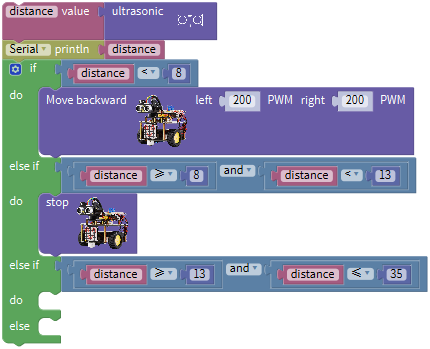 distance value ultrasonic
Serial println distance
if distance < 8
do Move backward left 200 PWM right 200 PWM
else if distance ≥ 8 and distance < 13
do stop
else if distance ≥ 13 and distance ≤ 35
do
else